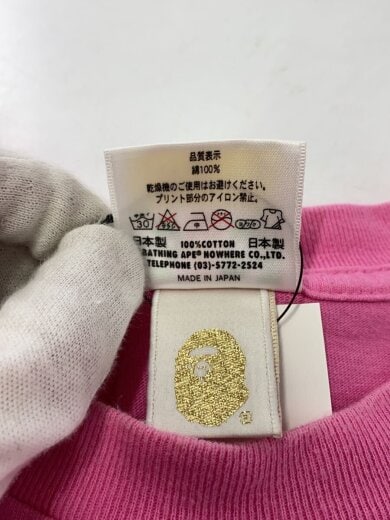 品質表示
綿100%
乾燥機のご使用はお避けください。
プリント部分のアイロン禁止。
30
日本製 100%COTTON 日本製
BATHING APE® NOWHERE CO.,LTD.
TELEPHONE (03)-5772-2524
MADE IN JAPAN